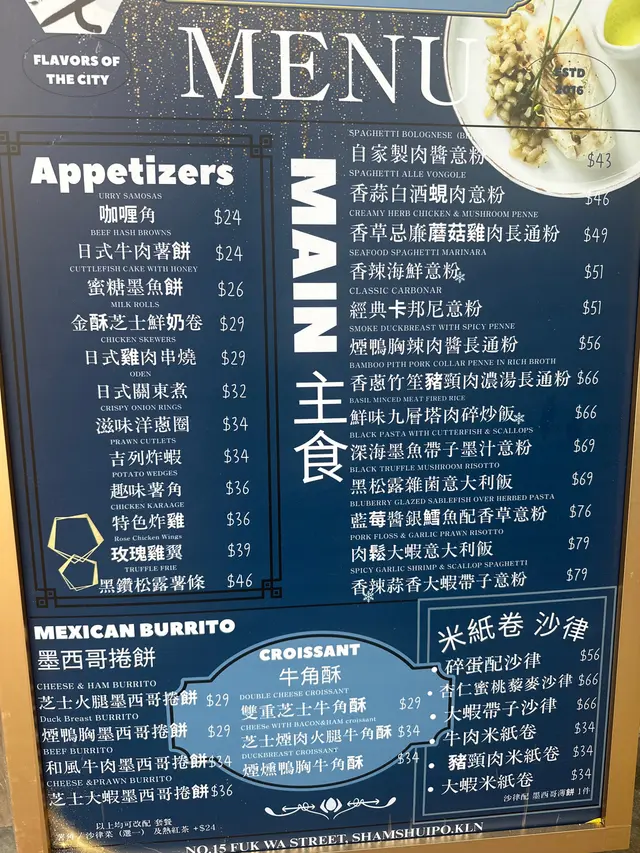 FLAVORS OF
THE CITY
MENU
ESTD
2016
Appetizers
URRY SAMOSAS
咖喱角 $24
BEEF HASH BROWNS
日式牛肉薯餅 $24
CUTTLEFISH CAKE WITH HONEY
蜜糖墨魚餅 $26
MILK ROLLS
金酥芝士鮮奶卷 $29
CHICKEN SKEWERS
日式雞肉串燒 $29
ODEN
日式關東煮 $32
CRISPY ONION RINGS
滋味洋蔥圈 $34
PRAWN CUTLETS
吉列炸蝦 $34
POTATO WEDGES
趣味薯角 $36
CHICKEN KARAAGE
特色炸雞 $36
Rose Chicken Wings
玫瑰雞翼 $39
TRUFFLE FRIE
黑鑽松露薯條 $46
MAIN 主食
SPAGHETTI BOLOGNESE
自家製肉醬意粉 $43
SPAGHETTI ALLE VONGOLE
香蒜白酒蜆肉意粉 $46
CREAMY HERB CHICKEN & MUSHROOM PENNE
香草忌廉蘑菇雞肉長通粉 $49
SEAFOOD SPAGHETTI MARINARA
香辣海鮮意粉 $51
CLASSIC CARBONAR
經典卡邦尼意粉 $51
SMOKE DUCKBREAST WITH SPICY PENNE
煙鴨胸辣肉醬長通粉 $56
BAMBOO PITH PORK COLLAR PENNE IN RICH BROTH
香蔥竹笙豬頸肉濃湯長通粉 $66
BASIL MINCED MEAT FIRED RICE
鮮味九層塔肉碎炒飯 $66
BLACK PASTA WITH CUTTERFISH & SCALLOPS
深海墨魚帶子墨汁意粉 $69
BLACK TRUFFLE MUSHROOM RISOTTO
黑松露雜菌意大利飯 $69
BLUBERRY GLAZED SABLEFISH OVER HERBED PASTA
藍莓醬銀鱈魚配香草意粉 $76
PORK FLOSS & GARLIC PRAWN RISOTTO
肉鬆大蝦意大利飯 $79
SPICY GARLIC SHRIMP & SCALLOP SPAGHETTI
香辣蒜香大蝦帶子意粉 $79
MEXICAN BURRITO
墨西哥捲餅
CHEESE & HAM BURRITO
芝士火腿墨西哥捲餅 $29
Duck Breast BURRITO
煙鴨胸墨西哥捲餅 $29
BEEF BURRITO
和風牛肉墨西哥捲餅 $34
CHEESE &PRAWN BURRITO
芝士大蝦墨西哥捲餅 $36
以上均可改配 套餐
沙律菜（選一） 及熱紅茶 +$24
CROISSANT
牛角酥
DOUBLE CHEESE CROISSANT
雙重芝士牛角酥 $29
CHEESe WITH BACON&HAM croissant
芝士煙肉火腿牛角酥 $34
DUCKBREAST CROISSANT
煙燻鴨胸牛角酥 $34
米紙卷 沙律
• 碎蛋配沙律 $56
• 杏仁蜜桃藜麥沙律 $66
• 大蝦帶子沙律 $66
• 牛肉米紙卷 $34
• 豬頸肉米紙卷 $34
• 大蝦米紙卷 $34
沙律配 墨西哥薄餅 1件
NO.15 FUK WA STREET, SHAMSHUIPO.KLN